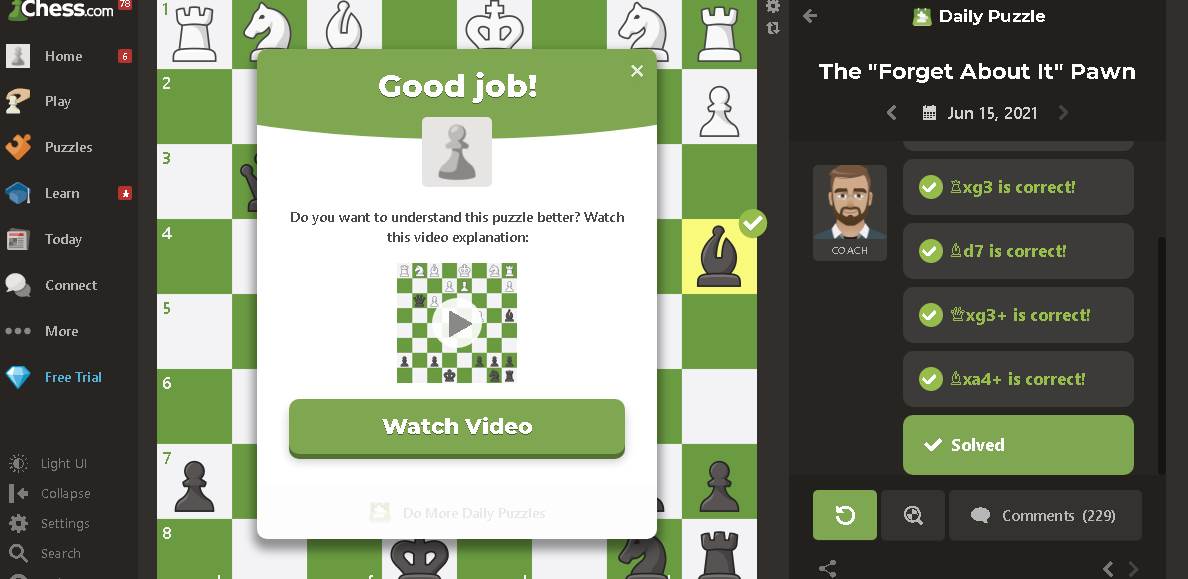 Chess.com
78
Home
6
Play
Puzzles
Learn
Today
Connect
More
Free Trial
Light UI
Collapse
Settings
Search
1
2
3
4
5
6
7
8
Good job!
Do you want to understand this puzzle better? Watch
this video explanation:
Watch Video
Do More Daily Puzzles
Daily Puzzle
The "Forget About It" Pawn
Jun 15, 2021
COACH
♖xg3 is correct!
♗d7 is correct!
♕xg3+ is correct!
♗xa4+ is correct!
Solved
Comments (229)